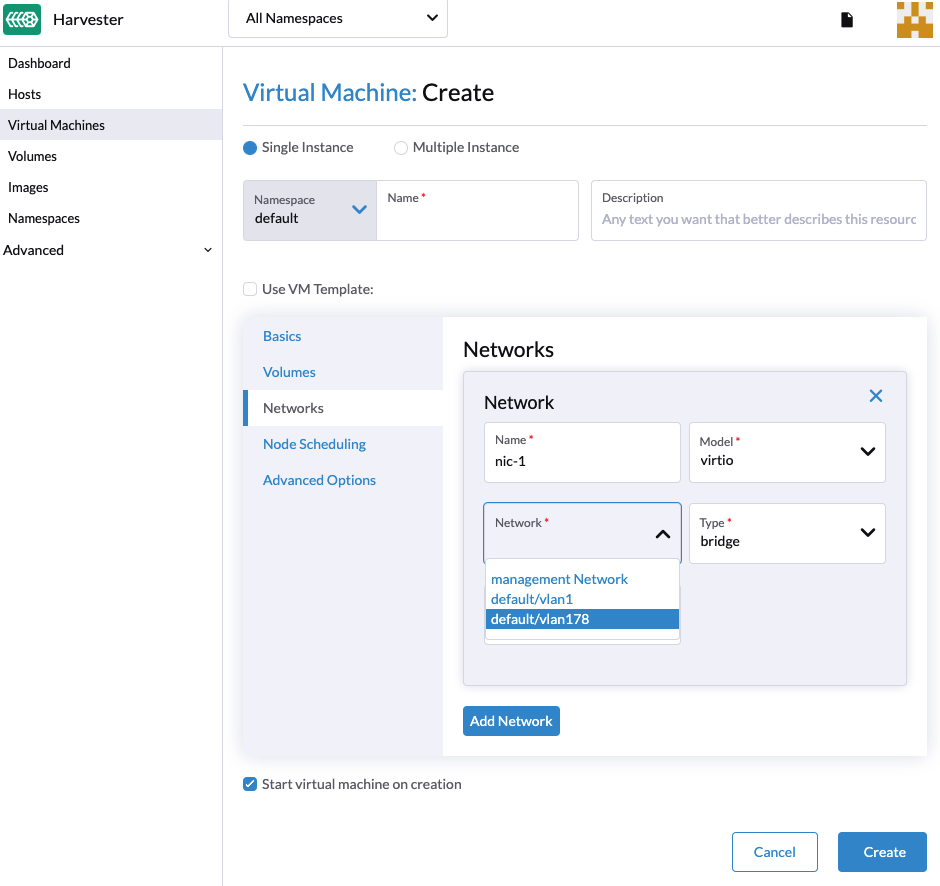 Harvester
All Namespaces
Dashboard
Hosts
Virtual Machines
Volumes
Images
Namespaces
Advanced
Virtual Machine: Create
Single Instance
Multiple Instance
Namespace
default
Name *
Description
Any text you want that better describes this resourc
Use VM Template:
Basics
Volumes
Networks
Node Scheduling
Advanced Options
Networks
Network
Name *
nic-1
Model *
virtio
Network *
Type *
bridge
management Network
default/vlan1
default/vlan178
Add Network
Start virtual machine on creation
Cancel
Create